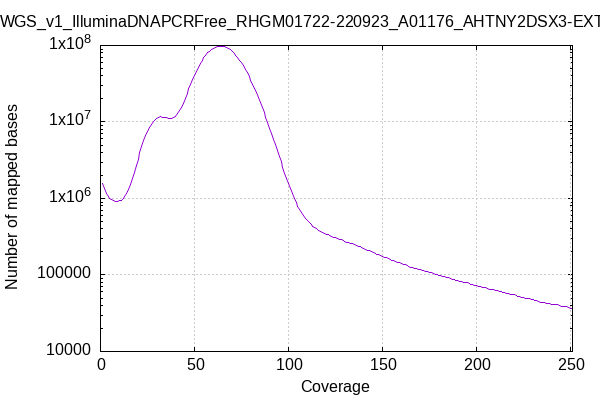 WGS_v1_IlluminaDNAPCRFree_RHGM01722-220923_A01176_AHTNY2DSX3-EXT
Number of mapped bases
1x10^8
1x10^7
1x10^6
100000
10000
0 50 100 150 200 250
Coverage